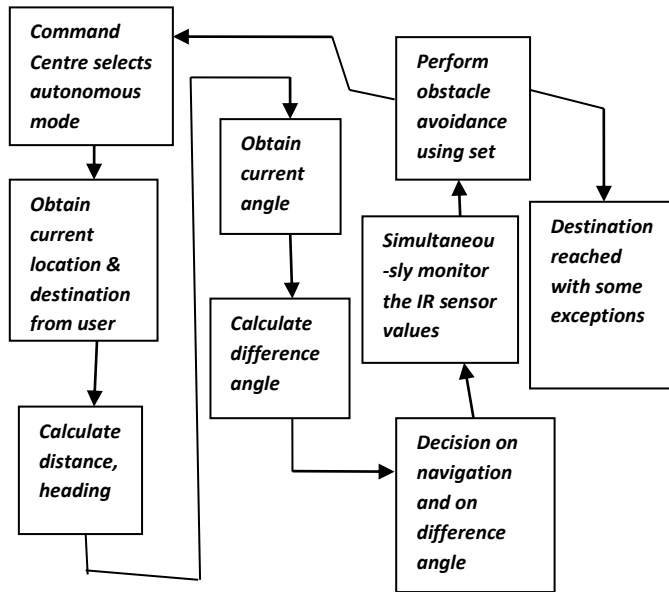 Command
Centre selects
autonomous
mode
Obtain
current
location &
destination
from user
Calculate
distance,
heading
Obtain
current
angle
Calculate
difference
angle
Decision on
navigation
and on
difference
angle
Simultaneou
-sly monitor
the IR sensor
values
Perform
obstacle
avoidance
using set
Destination
reached
with some
exceptions